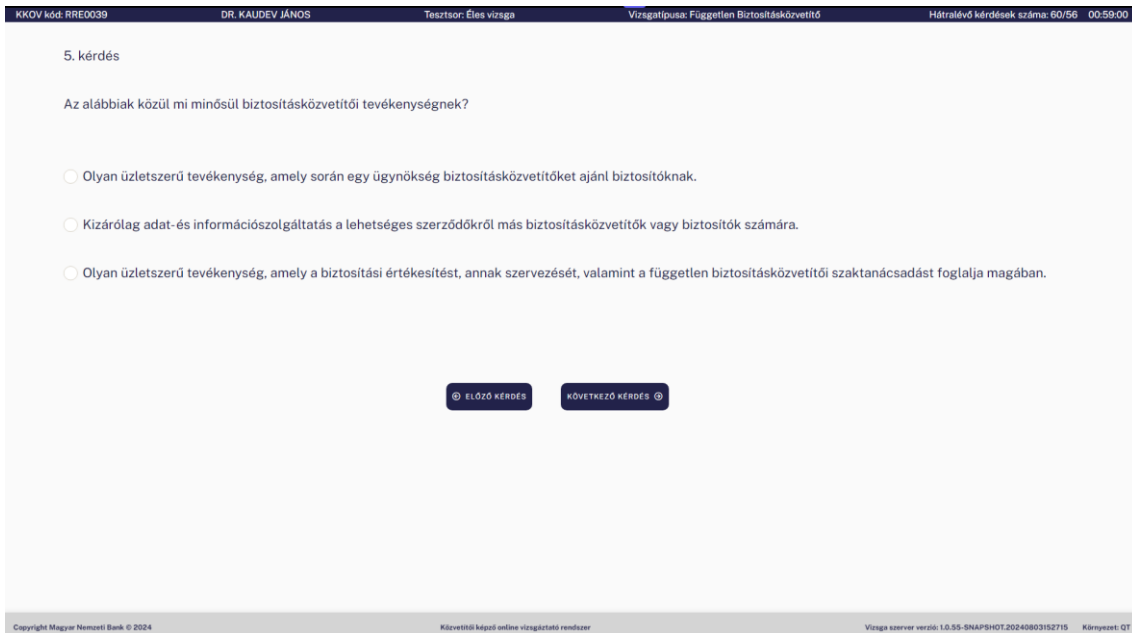 KKOV kód: RRE0039 DR. KAUDEV JÁNOS Tesztsor: Éles vizsga Vizsgatípusa: Független Biztosításközvetítő Hátralévő kérdések száma: 60/56 00:59:00
5. kérdés
Az alábbiak közül mi minősül biztosításközvetítői tevékenységnek?
Olyan üzletszerű tevékenység, amely során egy ügynökség biztosításközvetítőket ajánl biztosítóknak.
Kizárólag adat- és információszolgáltatás a lehetséges szerződőkről más biztosításközvetítők vagy biztosítók számára.
Olyan üzletszerű tevékenység, amely a biztosítási értékesítést, annak szervezését, valamint a független biztosításközvetítői szaktanácsadást foglalja magában.
ELŐZŐ KÉRDÉS KÖVETKEZŐ KÉRDÉS
Copyright Magyar Nemzeti Bank © 2024 Közvetítői képző online vizsgáztató rendszer Vizsga szerver verzió: 1.0.55-SNAPSHOT.20240803152715 Környezet: QT